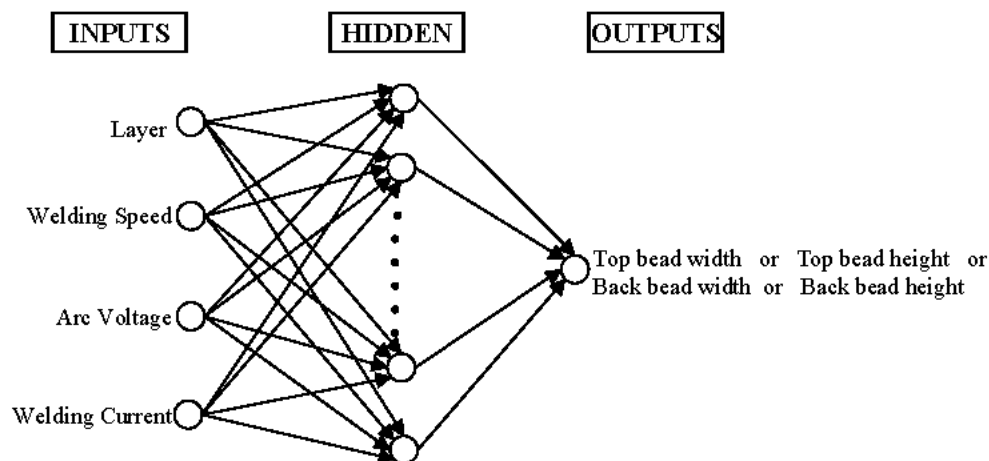 INPUTS
HIDDEN
OUTPUTS
Layer
Welding Speed
Arc Voltage
Welding Current
Top bead width or Top bead height or
Back bead width or Back bead height